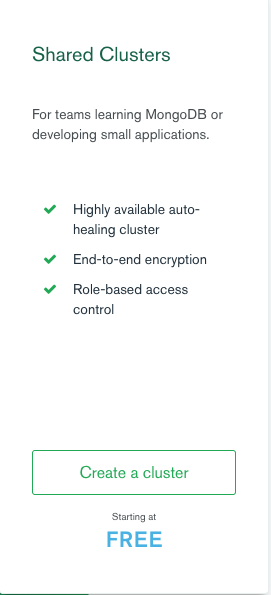 Shared Clusters
For teams learning MongoDB or
developing small applications.
Highly available auto-
healing cluster
End-to-end encryption
Role-based access
control
Create a cluster
Starting at
FREE